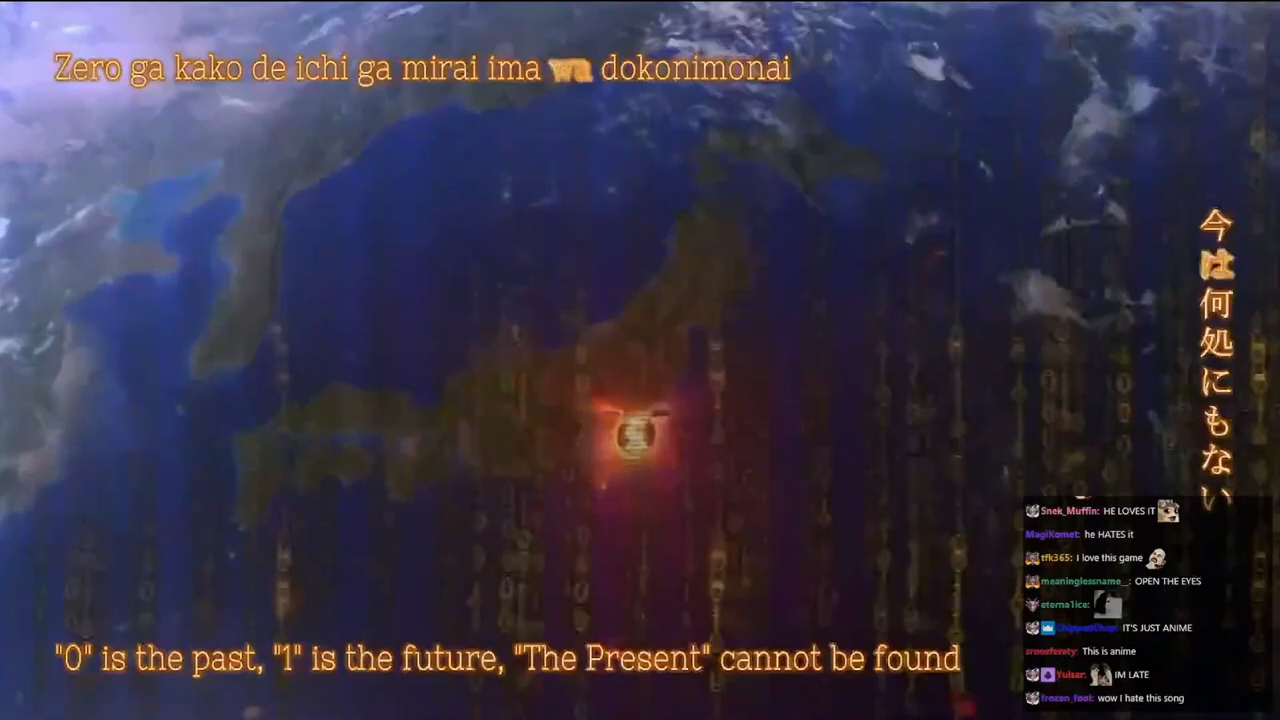 Zero ga kako de ichi ga mirai ima wa dokonimonai
今は何処にもない
"0" is the past, "1" is the future, "The Present" cannot be found
Snek_Muffin: HE LOVES IT
MagiKomet: he HATES it
tfk365: I love this game
meaninglessname_: OPEN THE EYES
eterna1ice:
IT'S JUST ANIME
This is anime
Yulsar: IM LATE
frozen_fool: wow I hate this song